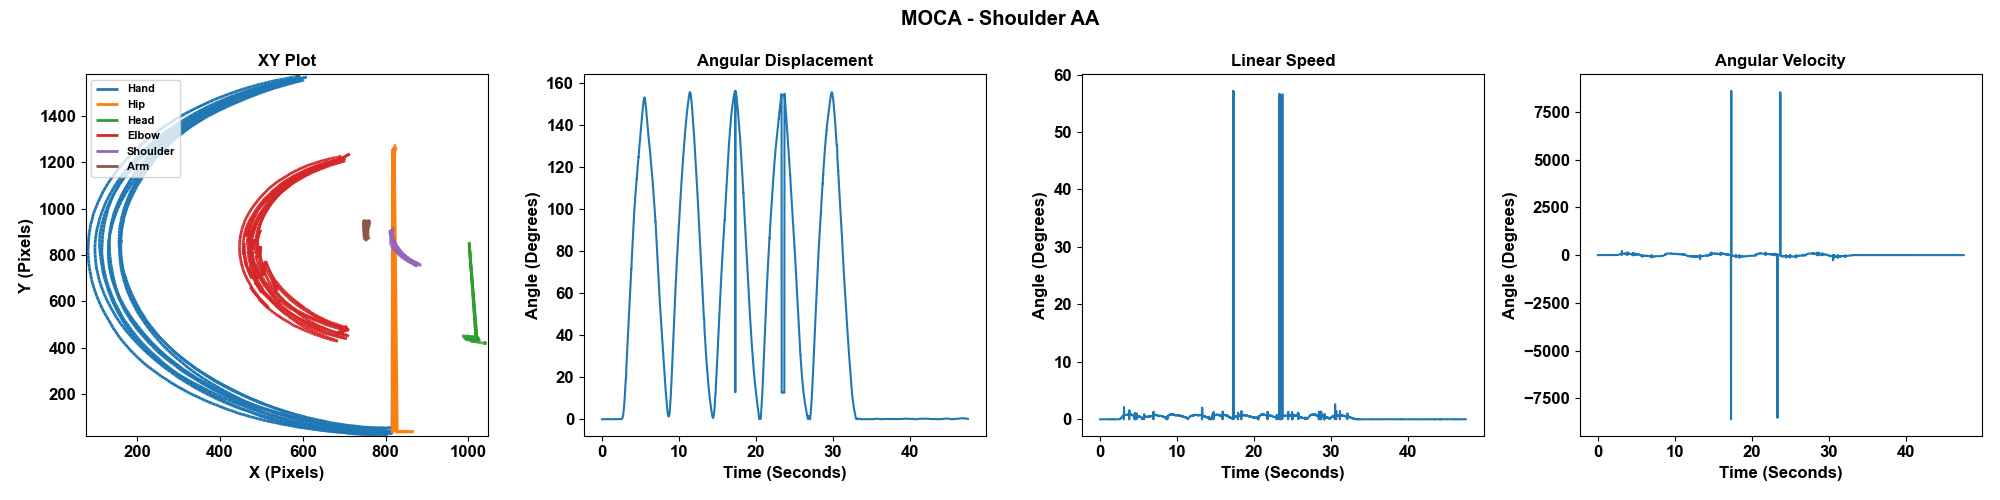 MOCA - Shoulder AA
XY Plot
Hand
Hip
Head
Elbow
Shoulder
Arm
1400
1200
1000
800
600
400
200
200
400
600
800
1000
Y (Pixels)
X (Pixels)
Angular Displacement
160
140
120
100
80
60
40
20
0
0
10
20
30
40
Angle (Degrees)
Time (Seconds)
Linear Speed
60
50
40
30
20
10
0
0
10
20
30
40
Angle (Degrees)
Time (Seconds)
Angular Velocity
7500
5000
2500
0
−2500
−5000
−7500
0
10
20
30
40
Angle (Degrees)
Time (Seconds)